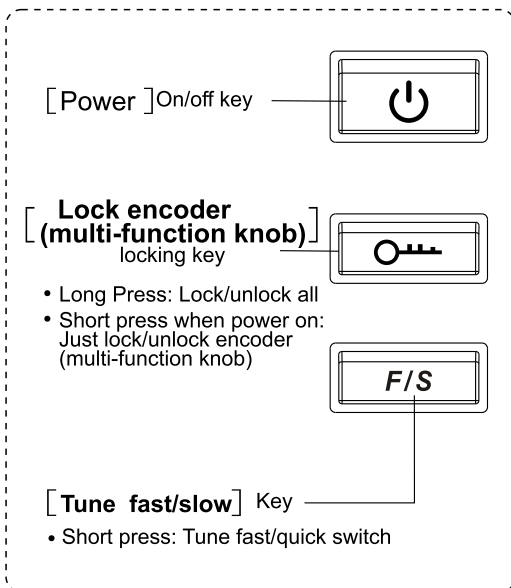 [Power]On/off key
[Lock encoder
(multi-function knob)]
locking key
• Long Press: Lock/unlock all
• Short press when power on:
Just lock/unlock encoder
(multi-function knob)
F/S
[Tune fast/slow] Key
• Short press: Tune fast/quick switch